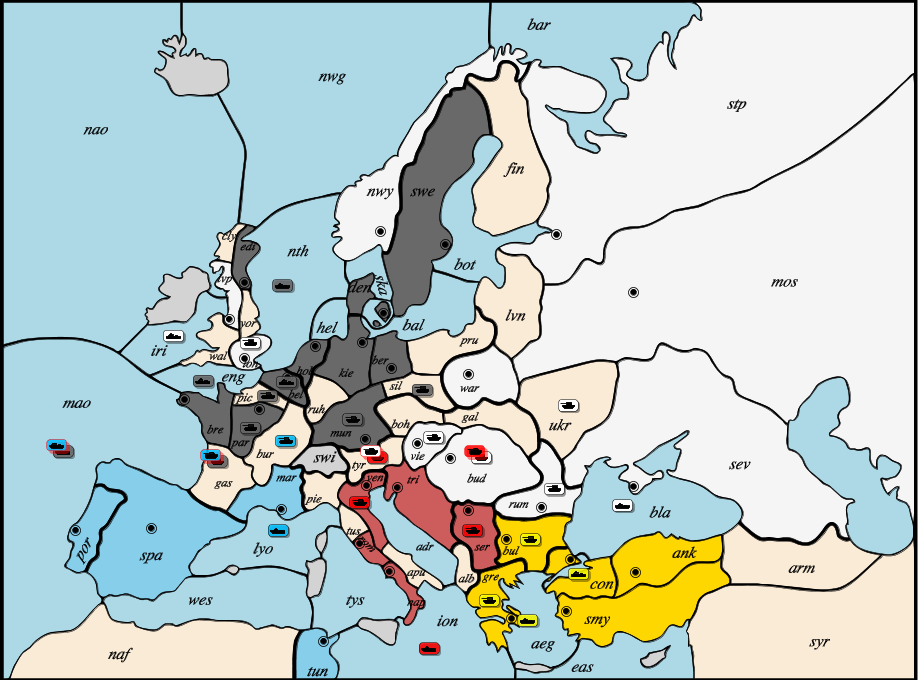 bar
nwg
stp
nao
fin
nwy
swe
cly
edi
nth
bot
ska
den
lvp
mos
lvn
yor
hel
bal
iri
wal
lon
pru
hol
kie
ber
eng
war
mao
pic
bel
sil
ruh
gal
ukr
bre
par
mun
boh
bur
swi
vie
tyr
bud
sev
gas
mar
ven
tri
pie
rum
bla
tus
spa
por
lyo
rom
adr
ser
bul
ank
con
arm
apu
alb
gre
wes
tys
nap
ion
smy
aeg
syr
naf
tun
eas